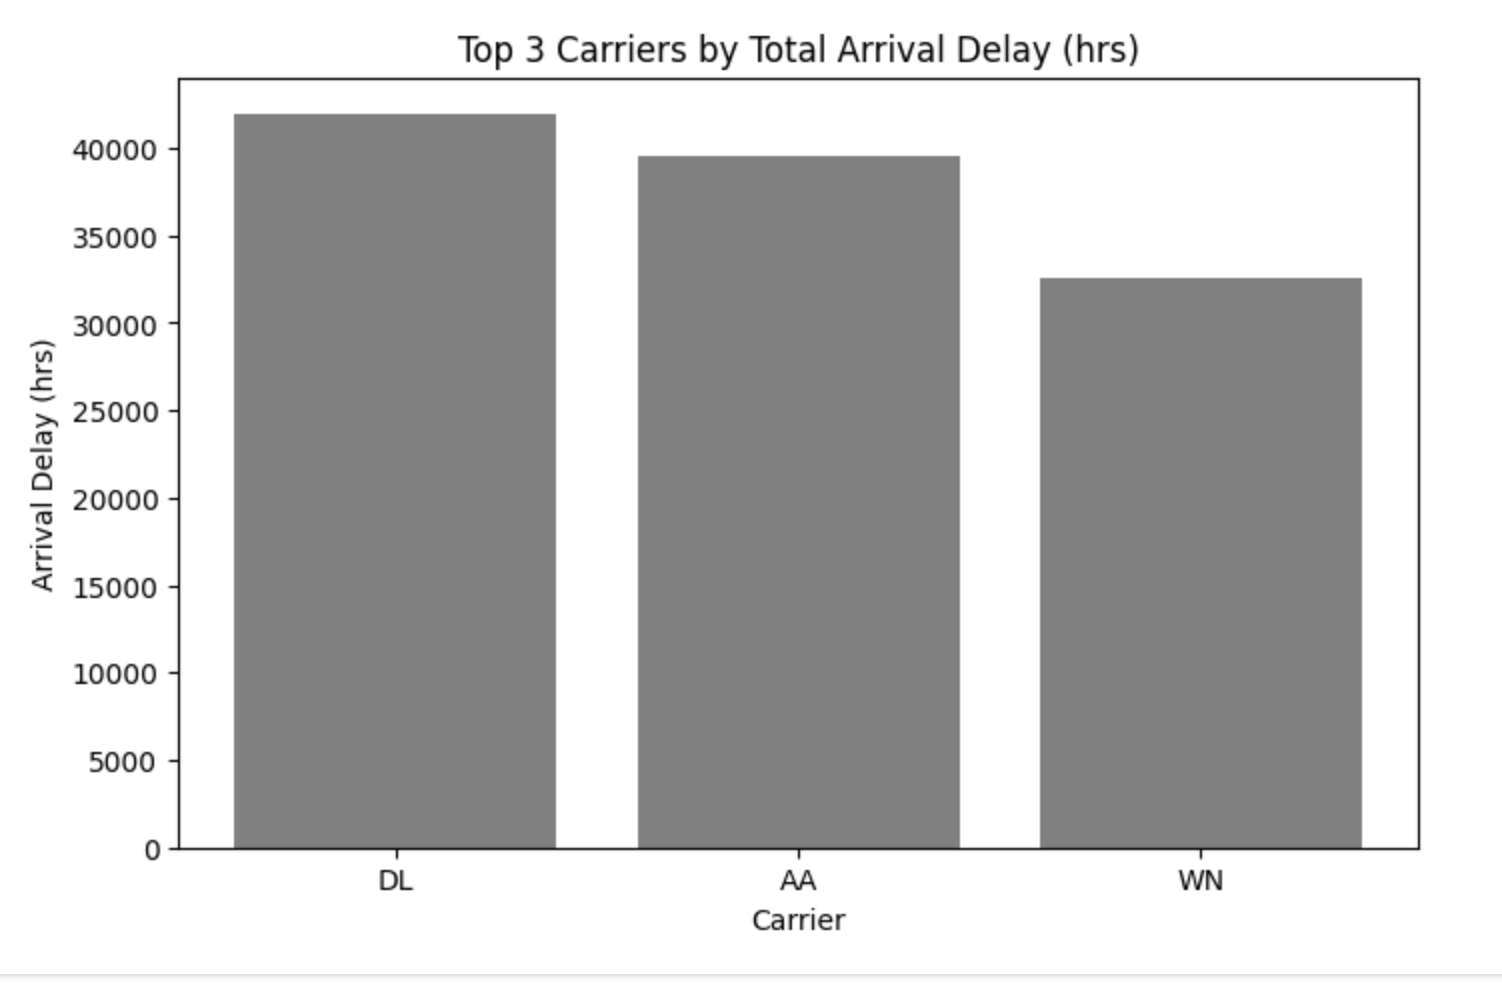 Top 3 Carriers by Total Arrival Delay (hrs)
40000
35000
30000
25000
20000
15000
10000
5000
0
Arrival Delay (hrs)
DL
AA
WN
Carrier